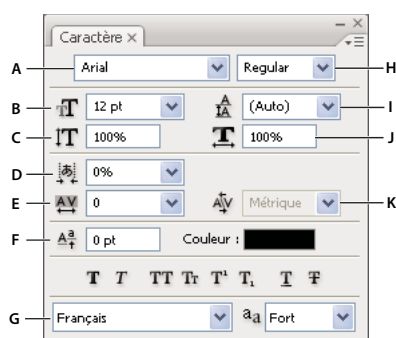 Caractère ×
A Arial Regular H
B 12 pt (Auto) I
C 100% 100% J
D 0%
E 0 Métrique K
F 0 pt Couleur :
T T TT Tr T¹ T₁ T T
G Français aa Fort